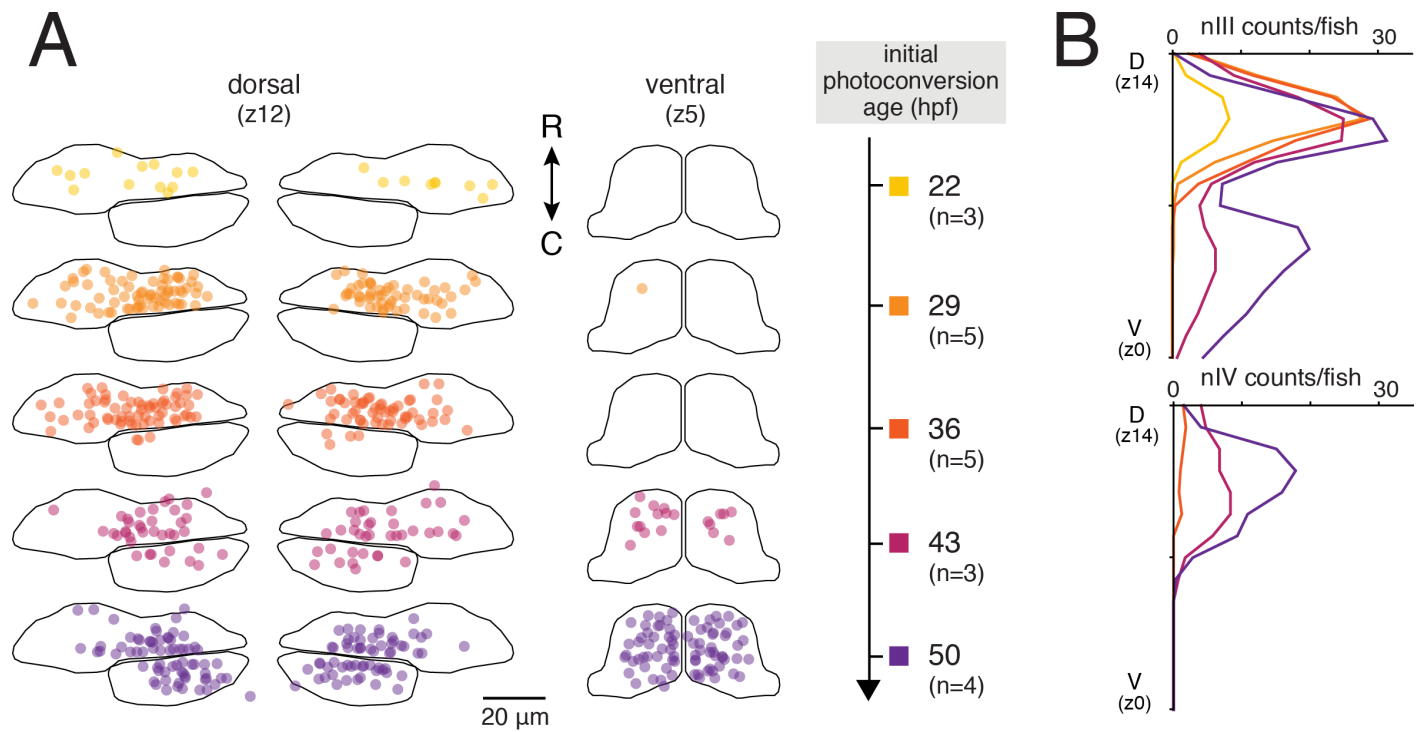 A
dorsal
(z12)
ventral
(z5)
R
C
initial
photoconversion
age (hpf)
22
(n=3)
29
(n=5)
36
(n=5)
43
(n=3)
50
(n=4)
20 µm
B
nIII counts/fish
0 30
D
(z14)
V
(z0)
nIV counts/fish
0 30
D
(z14)
V
(z0)